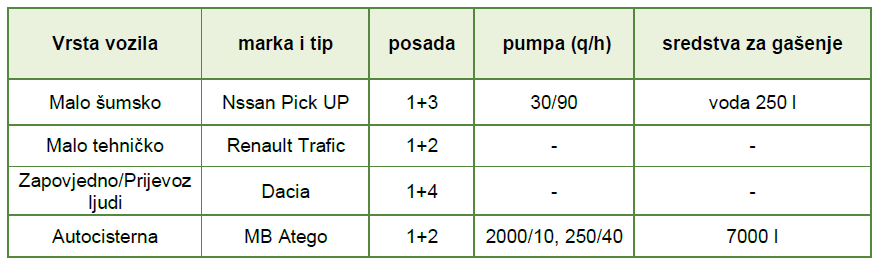 Vrsta vozila marka i tip posada pumpa (q/h) sredstva za gašenje
Malo šumsko Nssan Pick UP 1+3 30/90 voda 250 l
Malo tehničko Renault Trafic 1+2 - -
Zapovjedno/Prijevoz
ljudi Dacia 1+4 - -
Autocisterna MB Atego 1+2 2000/10, 250/40 7000 l